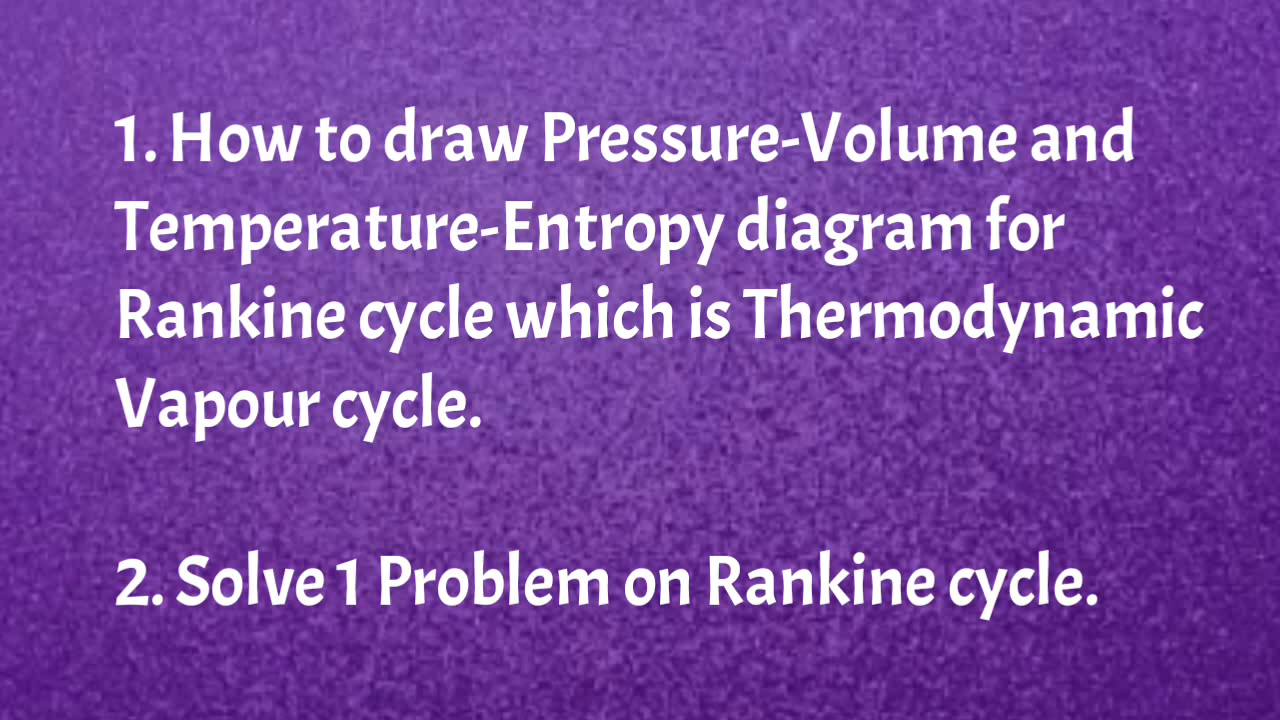 1. How to draw Pressure-Volume and
Temperature-Entropy diagram for
Rankine cycle which is Thermodynamic
Vapour cycle.
2. Solve 1 Problem on Rankine cycle.